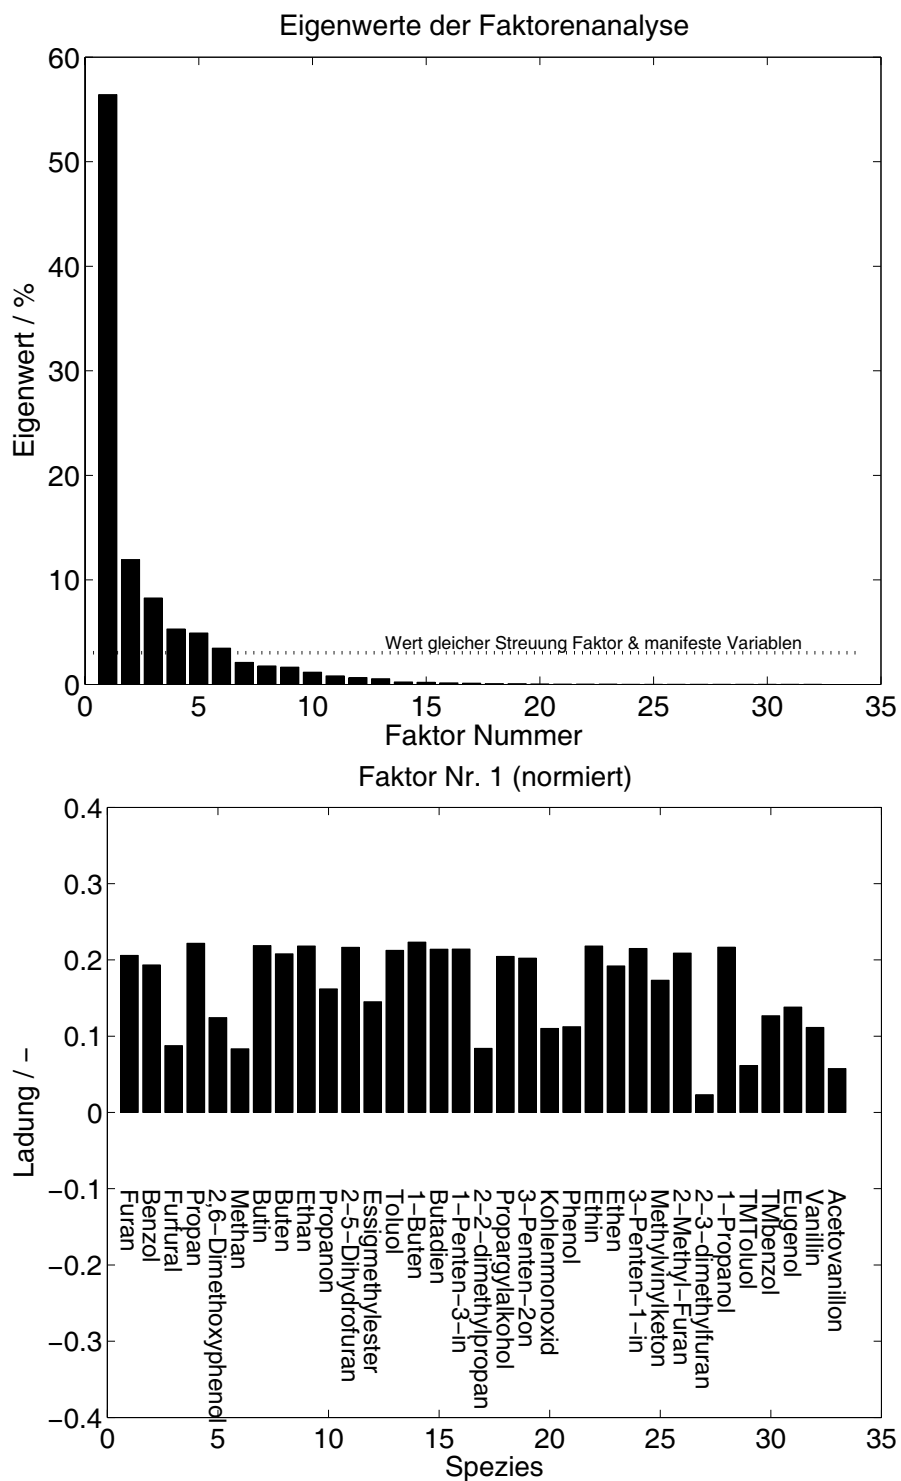 Eigenwerte der Faktorenanalyse
60
50
40
30
20
10
0
Eigenwert / %
Wert gleicher Streuung Faktor & manifeste Variablen
0 5 10 15 20 25 30 35
Faktor Nummer
Faktor Nr. 1 (normiert)
0.4
0.3
0.2
0.1
0
−0.1
−0.2
−0.3
−0.4
Ladung / −
Furan
Benzol
Furfural
Propan
2,6−Dimethoxyphenol
Methan
Butin
Buten
Ethan
Propanon
2−5−Dihydrofuran
Essigmethylester
Toluol
1−Buten
Butadien
1−Penten−3−in
2−2−dimethylpropan
Propargylalkohol
3−Penten−2on
Kohlenmonoxid
Phenol
Ethin
Ethen
3−Penten−1−in
Methylvinylketon
2−Methyl−Furan
2−3−dimethylfuran
1−Propanol
TMToluol
TMbenzol
Eugenol
Vanillin
Acetovanillon
0 5 10 15 20 25 30 35
Spezies